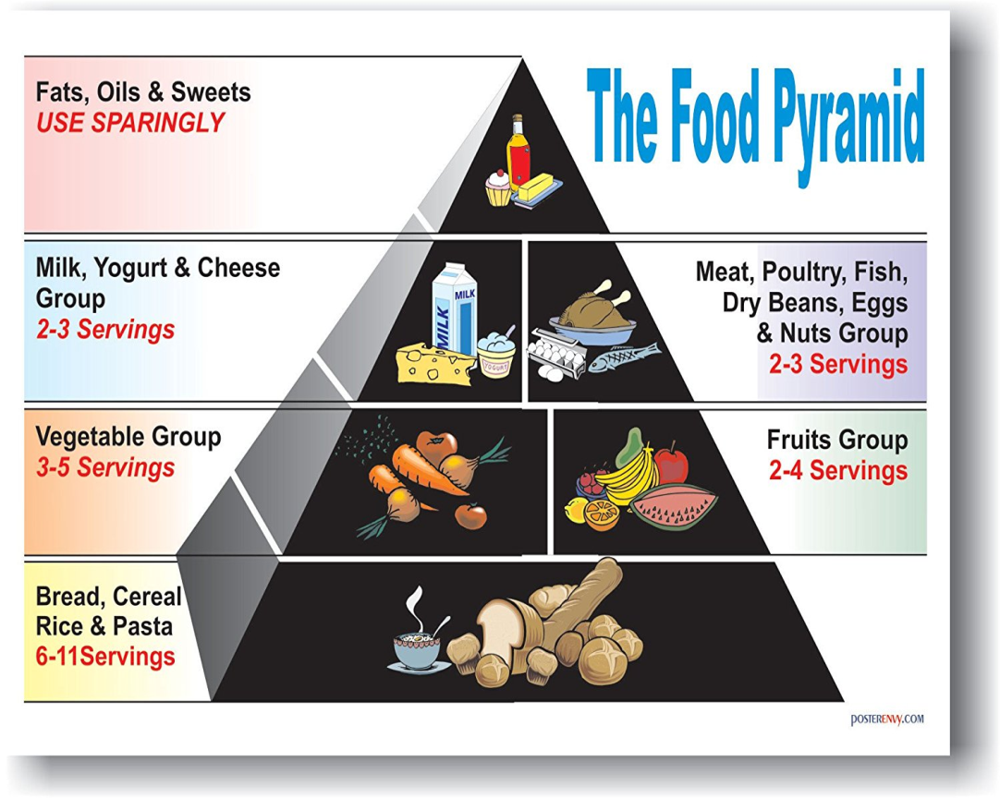 The Food Pyramid
Fats, Oils & Sweets
USE SPARINGLY
Milk, Yogurt & Cheese
Group
2-3 Servings
MILK
MILK
YOGURT
Meat, Poultry, Fish,
Dry Beans, Eggs
& Nuts Group
2-3 Servings
Vegetable Group
3-5 Servings
Fruits Group
2-4 Servings
Bread, Cereal
Rice & Pasta
6-11Servings
POSTERENVY.COM